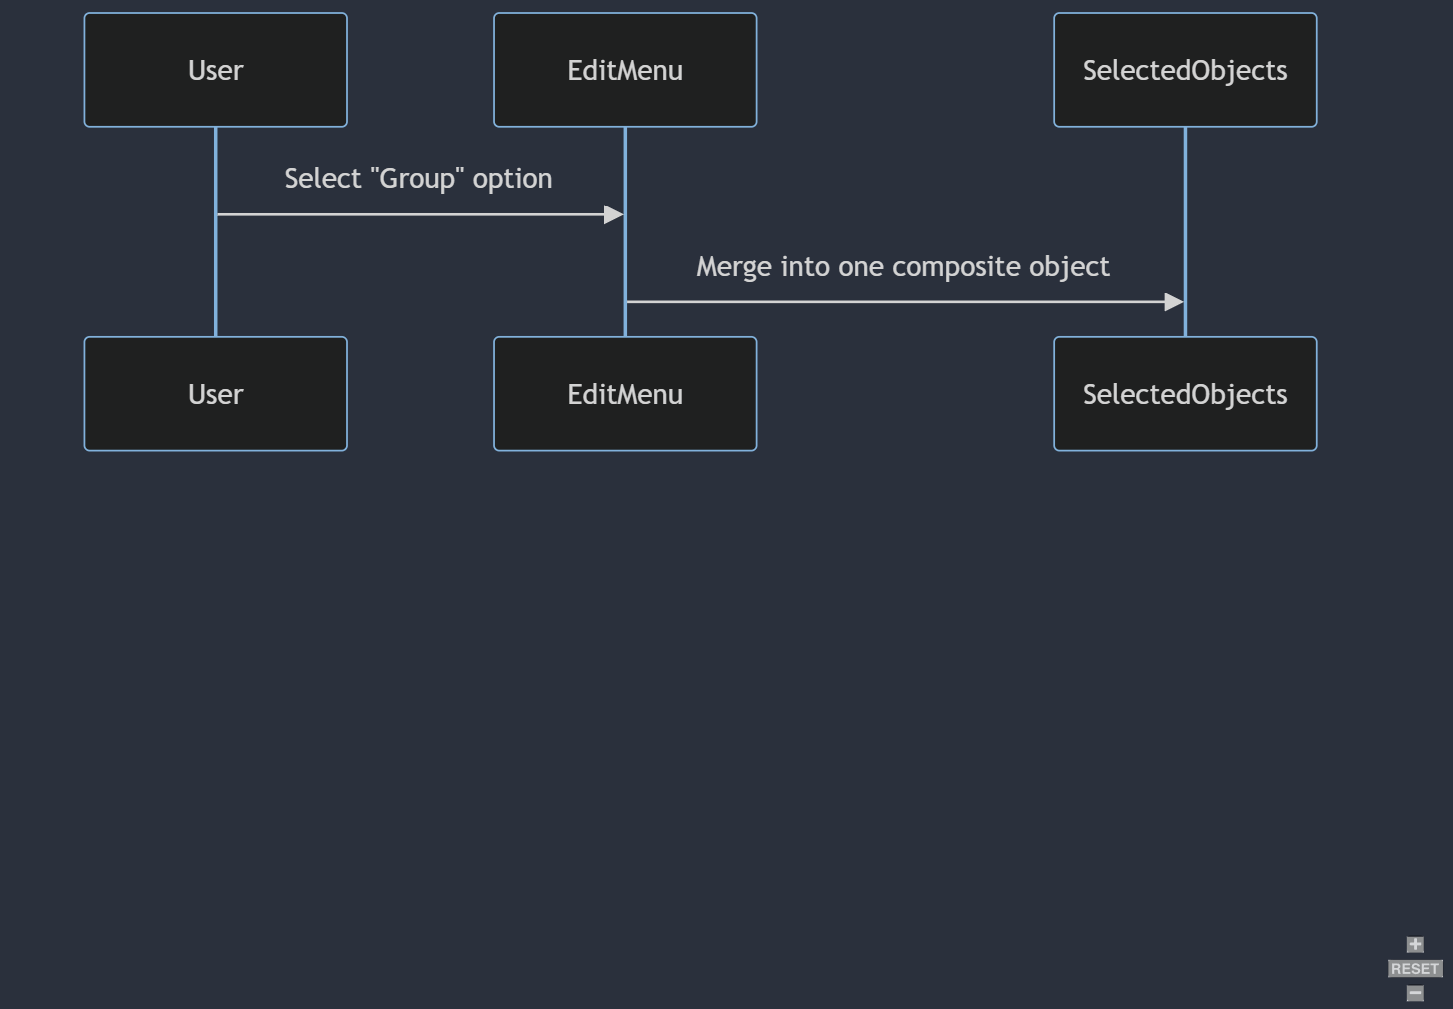 User
EditMenu
SelectedObjects
Select "Group" option
Merge into one composite object
User
EditMenu
SelectedObjects
+
RESET
−